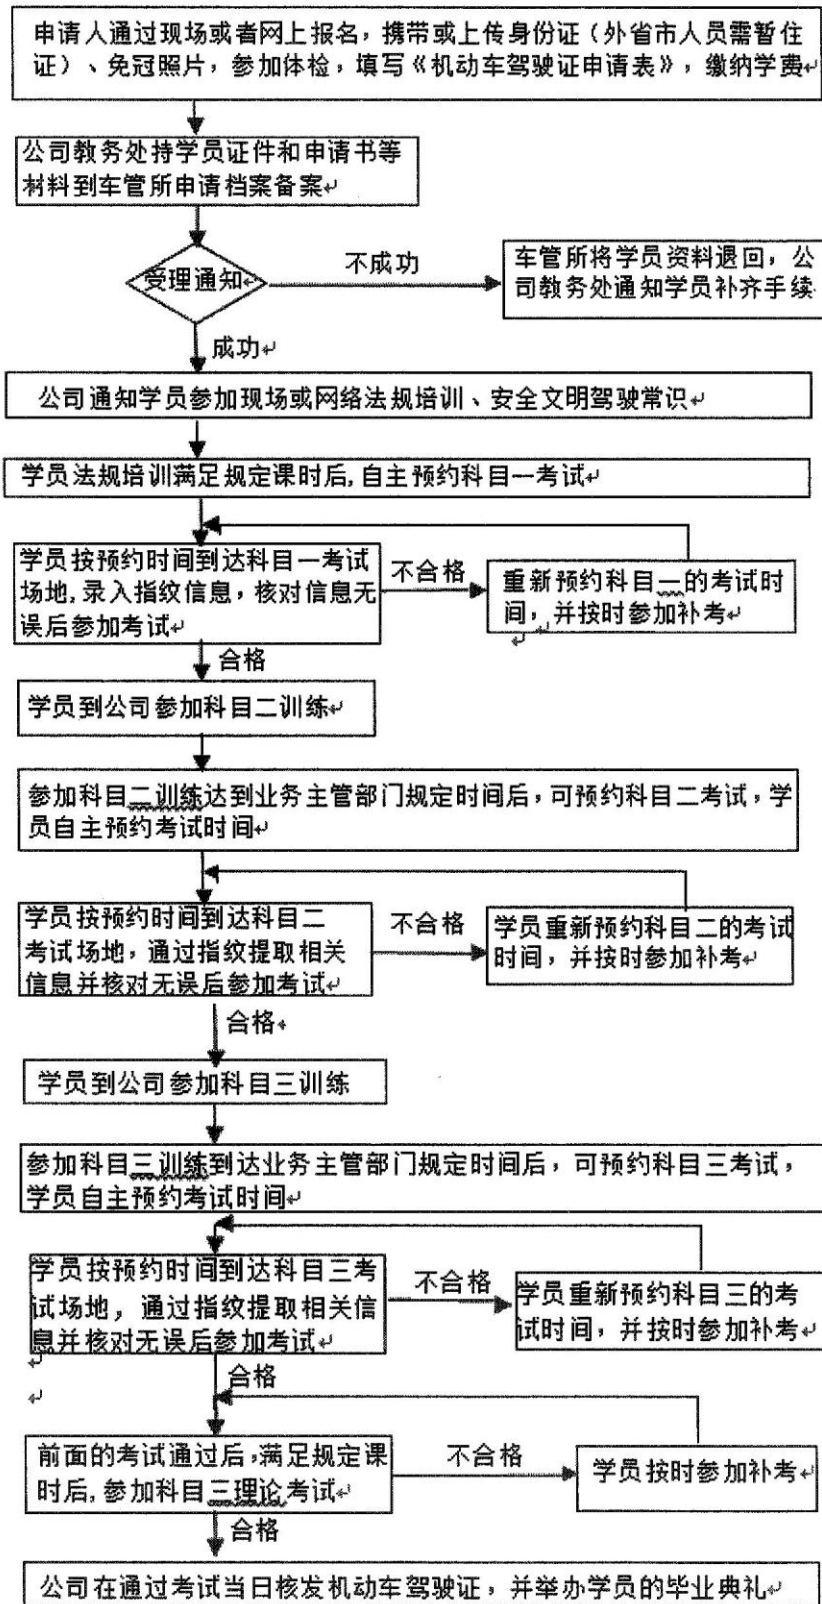 申请人通过现场或者网上报名，携带或上传身份证（外省市人员需暂住
证）、免冠照片，参加体检，填写《机动车驾驶证申请表》，缴纳学费
公司教务处持学员证件和申请书等
材料到车管所申请档案备案
受理通知
不成功
车管所将学员资料退回，公
司教务处通知学员补齐手续
成功
公司通知学员参加现场或网络法规培训、安全文明驾驶常识
学员法规培训满足规定课时后,自主预约科目一考试
学员按预约时间到达科目一考试
场地,录入指纹信息，核对信息无
误后参加考试
不合格
重新预约科目一的考试时
间，并按时参加补考
合格
学员到公司参加科目二训练
参加科目二训练达到业务主管部门规定时间后，可预约科目二考试，学
员自主预约考试时间
学员按预约时间到达科目二
考试场地，通过指纹提取相关
信息并核对无误后参加考试
不合格
学员重新预约科目二的考试
时间，并按时参加补考
合格
学员到公司参加科目三训练
参加科目三训练到达业务主管部门规定时间后，可预约科目三考试，
学员自主预约考试时间
学员按预约时间到达科目三考
试场地，通过指纹提取相关信
息并核对无误后参加考试
不合格
学员重新预约科目三的考
试时间，并按时参加补考
合格
前面的考试通过后,满足规定课
时后,参加科目三理论考试
不合格
学员按时参加补考
合格
公司在通过考试当日核发机动车驾驶证，并举办学员的毕业典礼